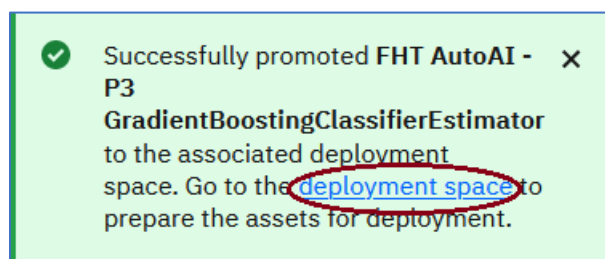 Successfully promoted FHT AutoAI -
P3
GradientBoostingClassifierEstimator
to the associated deployment
space. Go to the deployment space to
prepare the assets for deployment.